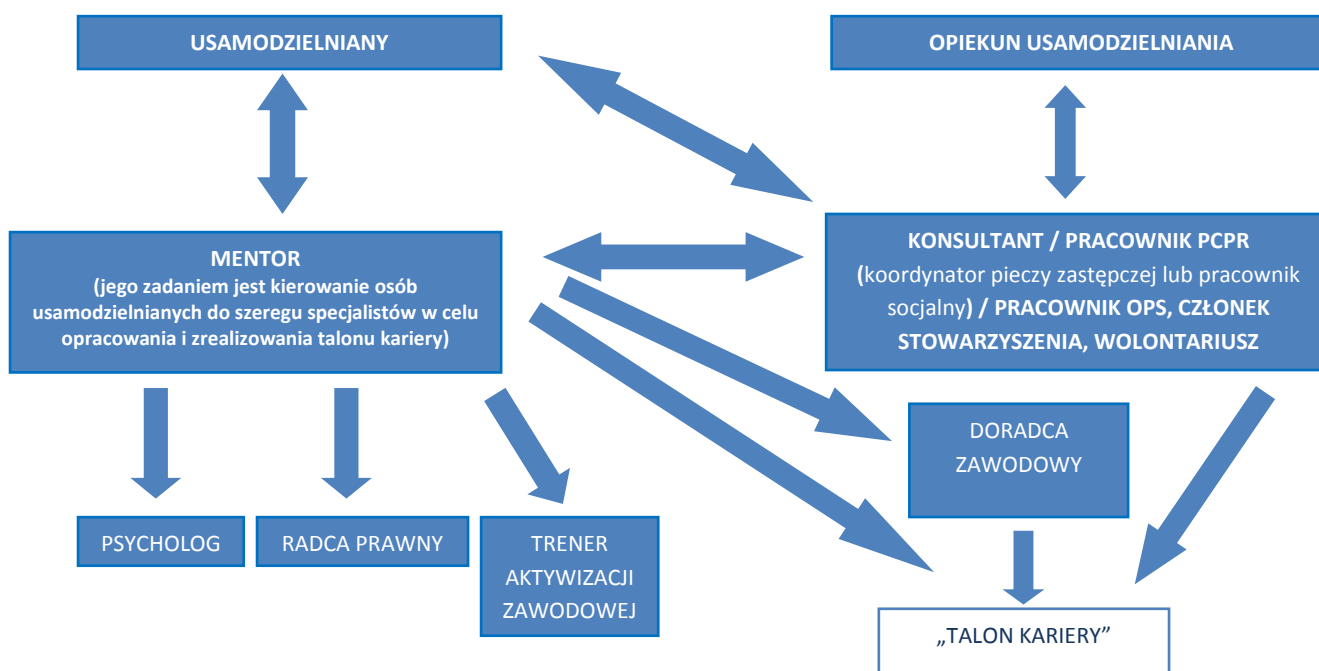 USAMODZIELNIANY
OPIEKUN USAMODZIELNIANIA
MENTOR
(jego zadaniem jest kierowanie osób
usamodzielnianych do szeregu specjalistów w celu
opracowania i zrealizowania talonu kariery)
KONSULTANT / PRACOWNIK PCPR
(koordynator pieczy zastępczej lub pracownik
socjalny) / PRACOWNIK OPS, CZŁONEK
STOWARZYSZENIA, WOLONTARIUSZ
DORADCA
ZAWODOWY
PSYCHOLOG
RADCA PRAWNY
TRENER
AKTYWIZACJI
ZAWODOWEJ
„TALON KARIERY”